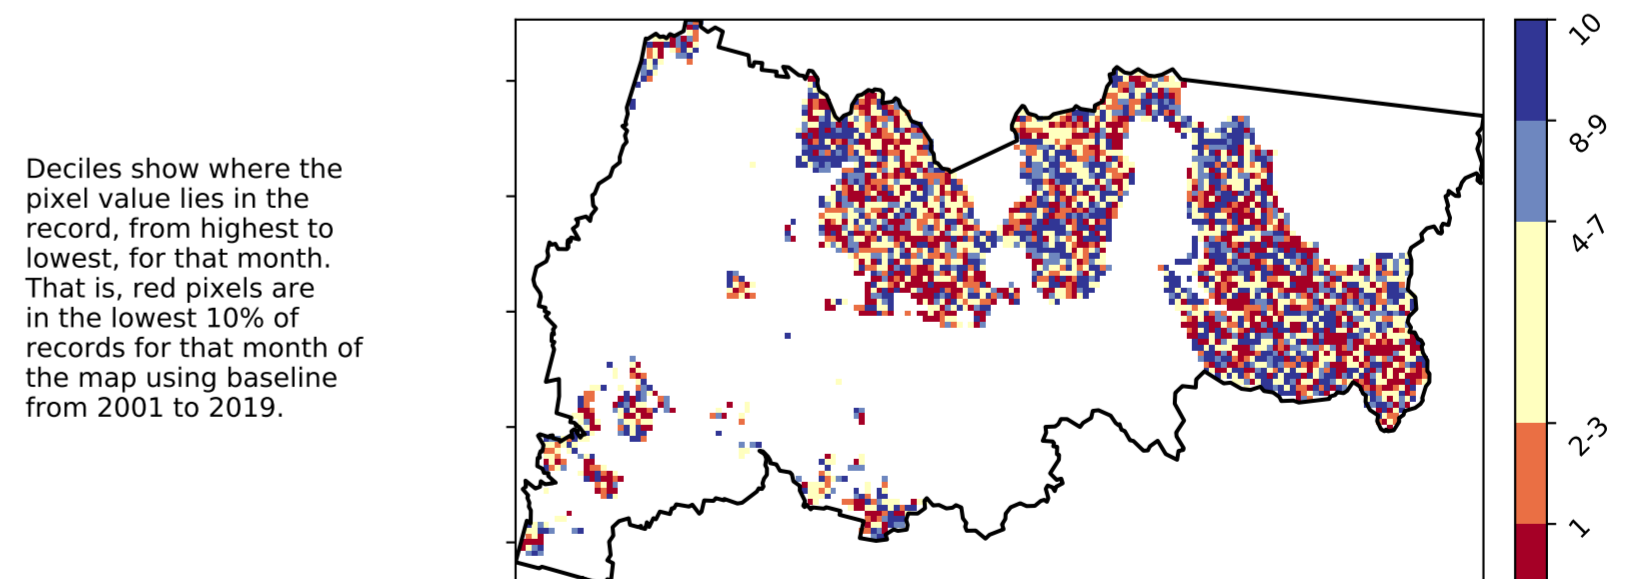 Deciles show where the
pixel value lies in the
record, from highest to
lowest, for that month.
That is, red pixels are
in the lowest 10% of
records for that month of
the map using baseline
from 2001 to 2019.
10
8-9
4-7
2-3
1